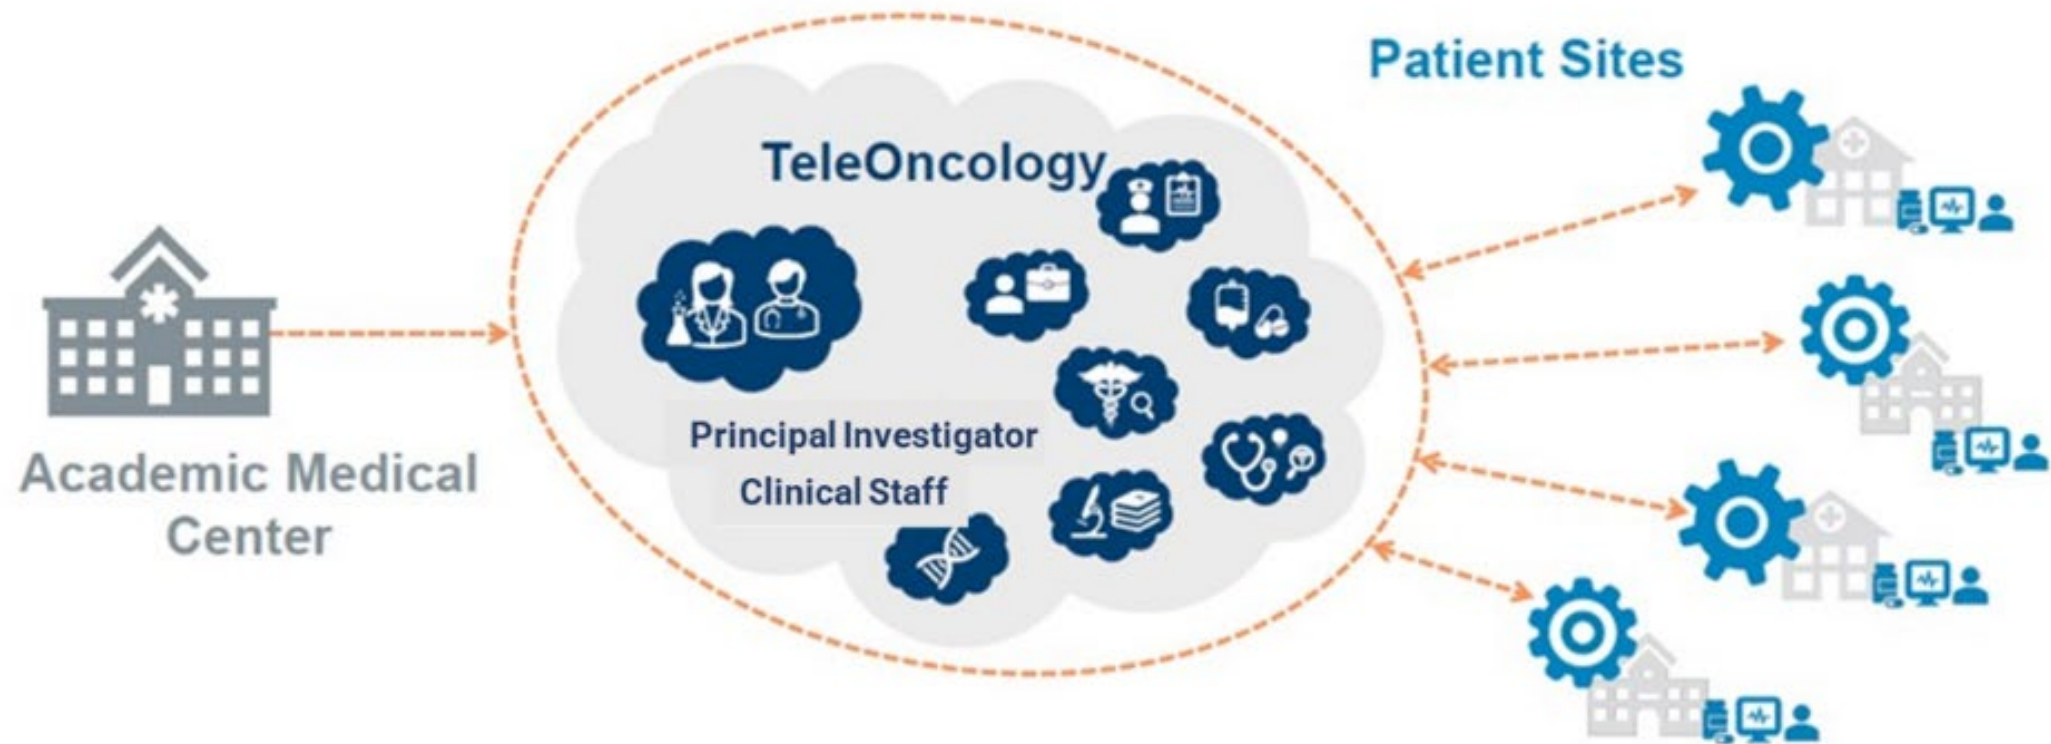 Patient Sites
TeleOncology
Principal Investigator
Clinical Staff
Academic Medical
Center